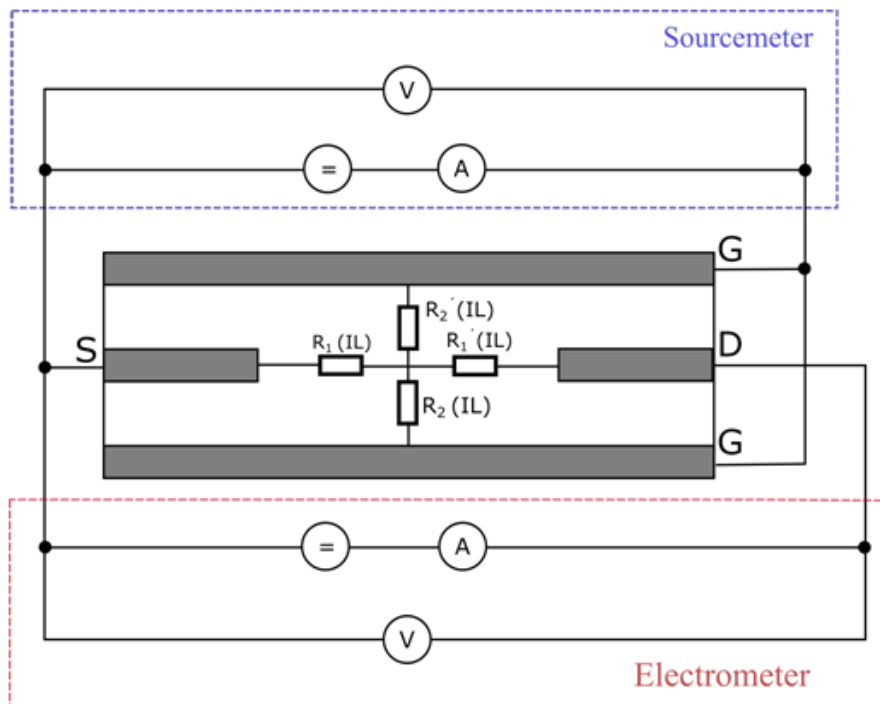 Sourcemeter
V
= A
G
R2´(IL)
R1 (IL) R1´(IL)
S D
R2 (IL)
G
= A
V
Electrometer